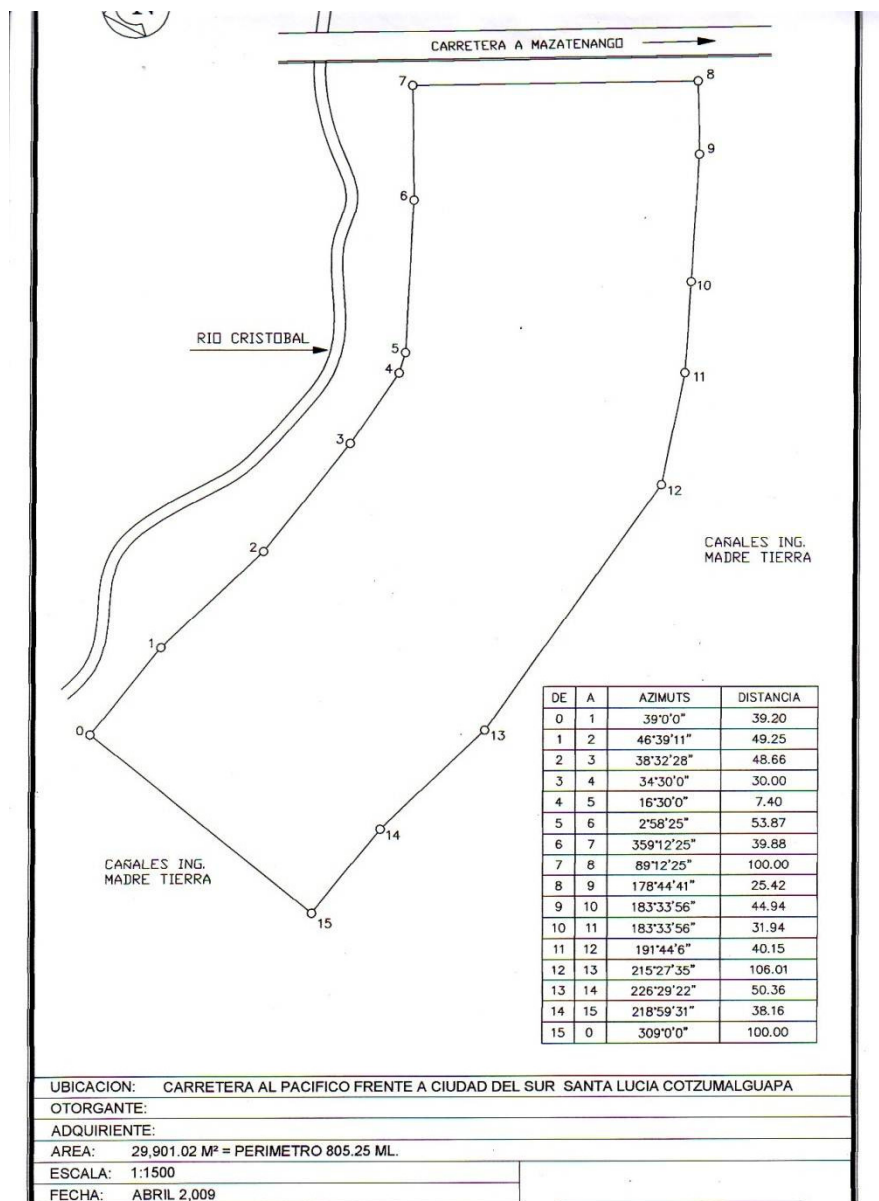 N
CARRETERA A MAZATENANGO
7
8
9
6
10
RIO CRISTOBAL
5
4
11
3
12
2
CAÑALES ING.
MADRE TIERRA
1
0
13
14
CAÑALES ING.
MADRE TIERRA
15
DE A AZIMUTS DISTANCIA
0 1 39°0'0" 39.20
1 2 46°39'11" 49.25
2 3 38°32'28" 48.66
3 4 34°30'0" 30.00
4 5 16°30'0" 7.40
5 6 2°58'25" 53.87
6 7 359°12'25" 39.88
7 8 89°12'25" 100.00
8 9 178°44'41" 25.42
9 10 183°33'56" 44.94
10 11 183°33'56" 31.94
11 12 191°44'6" 40.15
12 13 215°27'35" 106.01
13 14 226°29'22" 50.36
14 15 218°59'31" 38.16
15 0 309°0'0" 100.00
UBICACION: CARRETERA AL PACIFICO FRENTE A CIUDAD DEL SUR SANTA LUCIA COTZUMALGUAPA
OTORGANTE:
ADQUIRIENTE:
AREA: 29,901.02 M² = PERIMETRO 805.25 ML.
ESCALA: 1:1500
FECHA: ABRIL 2,009